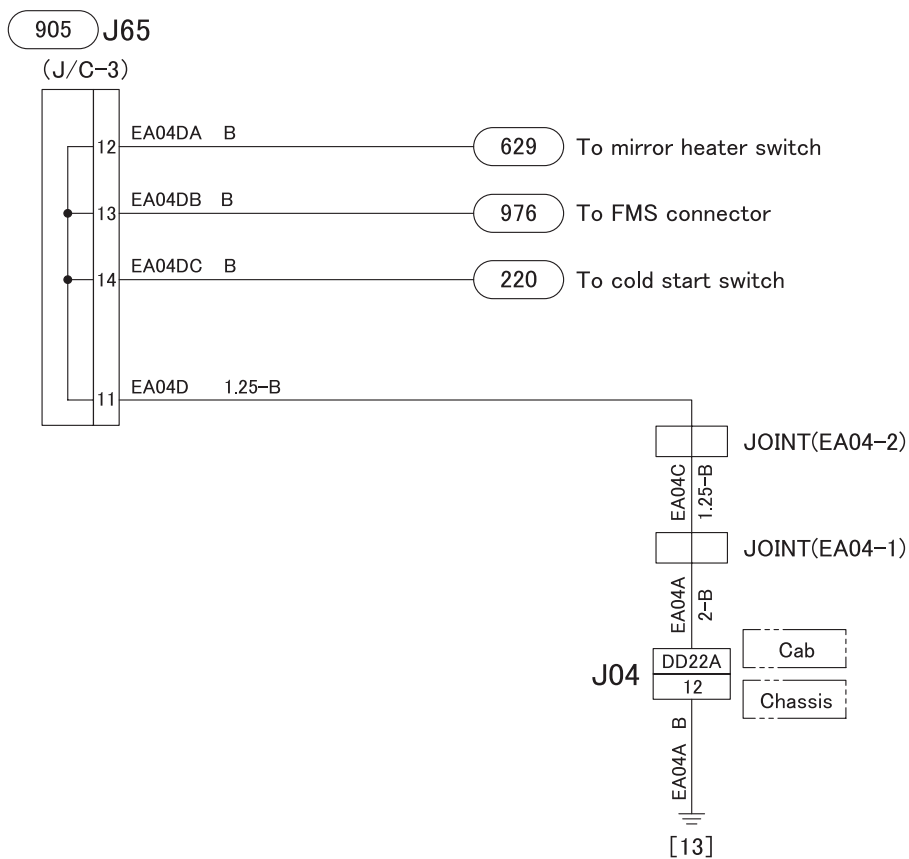 905 J65
(J/C-3)
12 EA04DA B 629 To mirror heater switch
13 EA04DB B 976 To FMS connector
14 EA04DC B 220 To cold start switch
11 EA04D 1.25-B
JOINT(EA04-2)
EA04C 1.25-B
JOINT(EA04-1)
EA04A 2-B
J04 DD22A Cab
12 Chassis
EA04A B
[13]